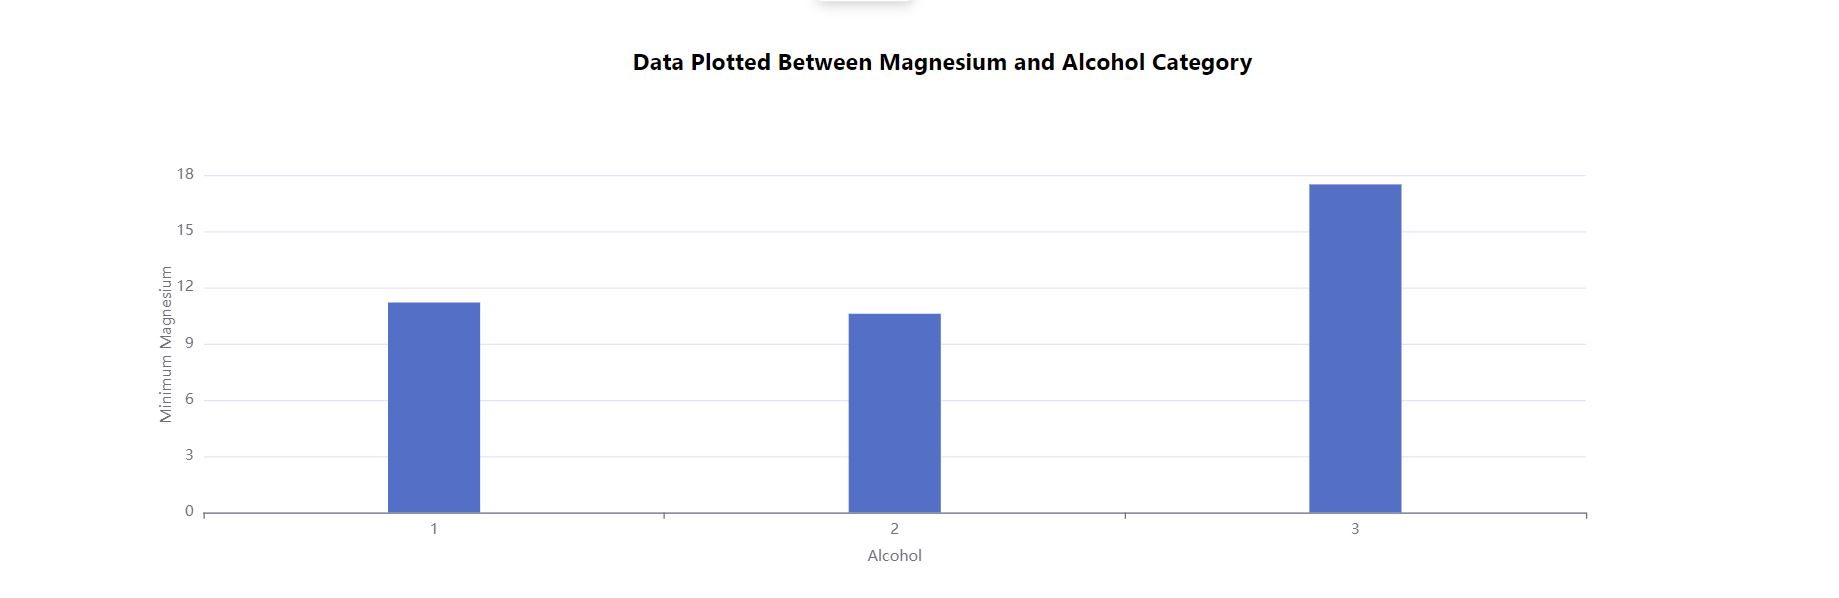 Data Plotted Between Magnesium and Alcohol Category
18
15
12
9
6
3
0
Minimum Magnesium
1 2 3
Alcohol